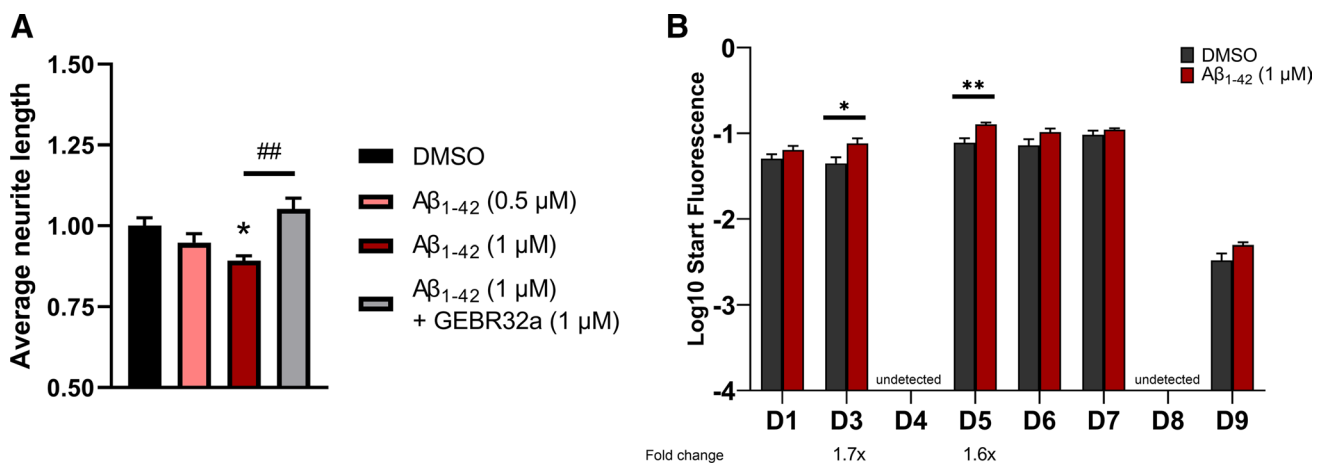 A
Average neurite length
1.50
1.25
1.00
0.75
0.50
*
##
DMSO
Aβ₁₋₄₂ (0.5 µM)
Aβ₁₋₄₂ (1 µM)
Aβ₁₋₄₂ (1 µM)
+ GEBR32a (1 µM)
B
Log10 Start Fluorescence
0
-1
-2
-3
-4
*
**
DMSO
Aβ₁₋₄₂ (1 µM)
undetected
undetected
D1 D3 D4 D5 D6 D7 D8 D9
Fold change 1.7x 1.6x